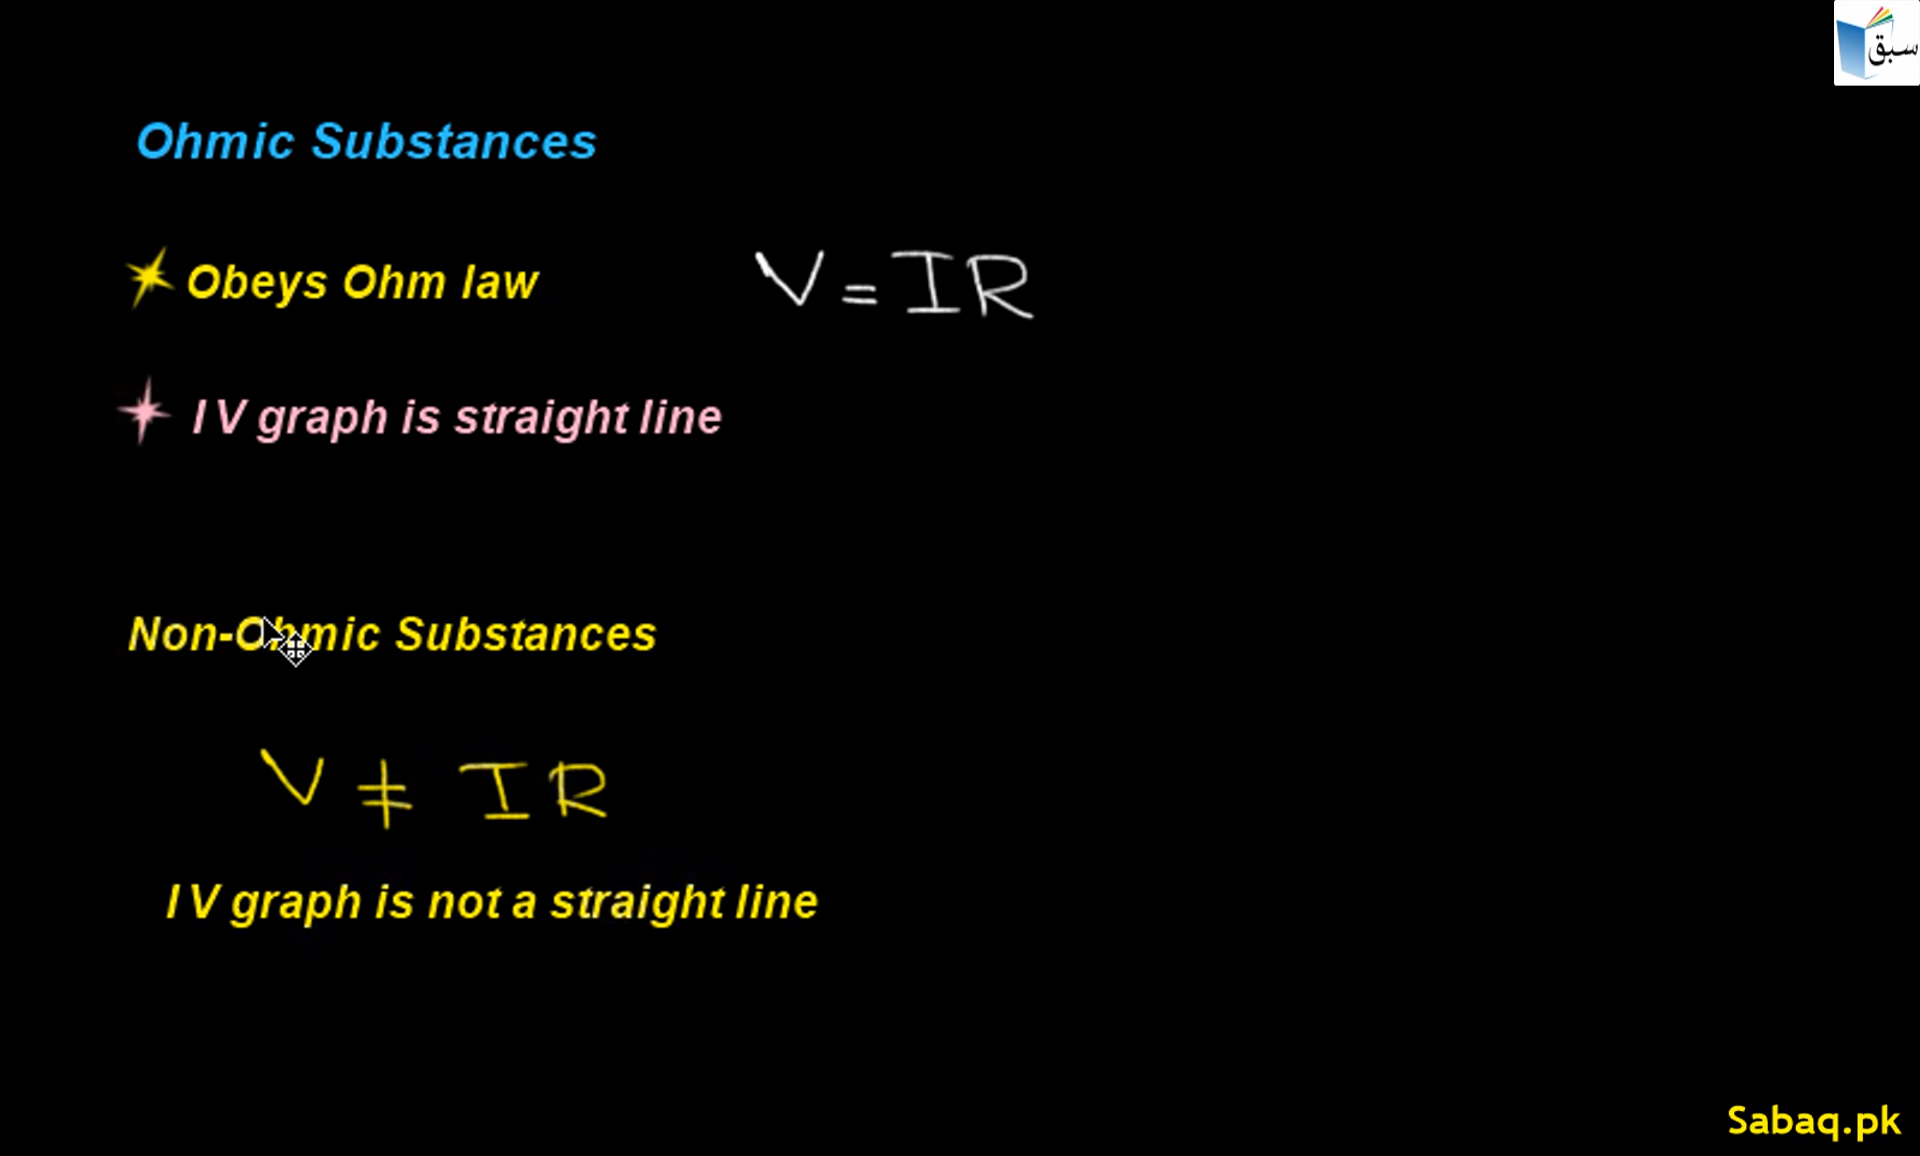 سبق
Ohmic Substances
Obeys Ohm law V = IR
I V graph is straight line
Non-Ohmic Substances
V ≠ IR
I V graph is not a straight line
Sabaq.pk